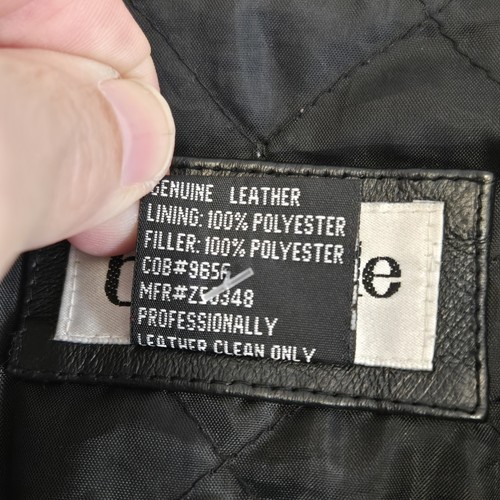 GENUINE LEATHER
LINING: 100% POLYESTER
FILLER: 100% POLYESTER
COB#9656
MFR#Z50348
PROFESSIONALLY
LEATHER CLEAN ONLY